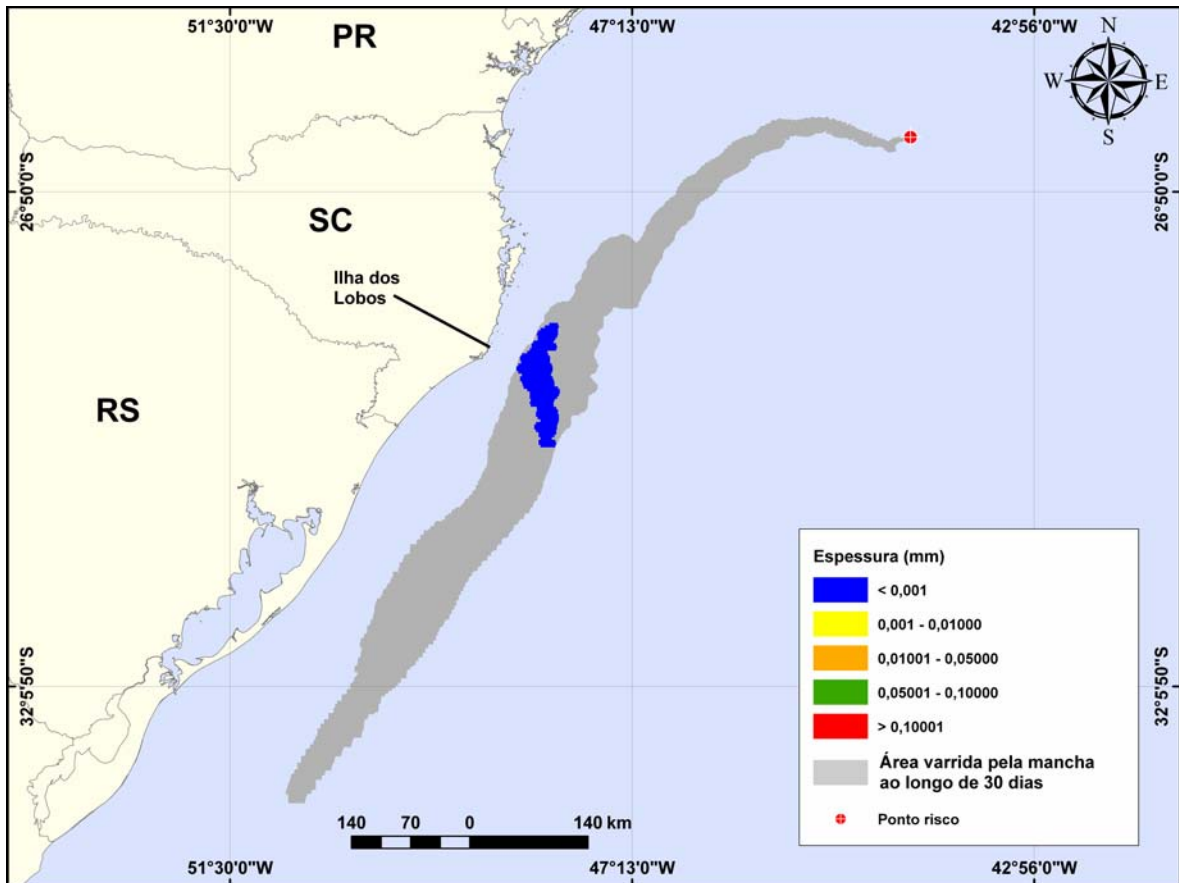 51°30'0"W
47°13'0"W
42°56'0"W
PR
N
W
E
S
26°50'0"S
26°50'0"S
SC
Ilha dos
Lobos
RS
Espessura (mm)
< 0,001
0,001 - 0,01000
0,01001 - 0,05000
0,05001 - 0,10000
> 0,10001
Área varrida pela mancha
ao longo de 30 dias
Ponto risco
32°5'50"S
32°5'50"S
140 70 0 140 km
51°30'0"W
47°13'0"W
42°56'0"W